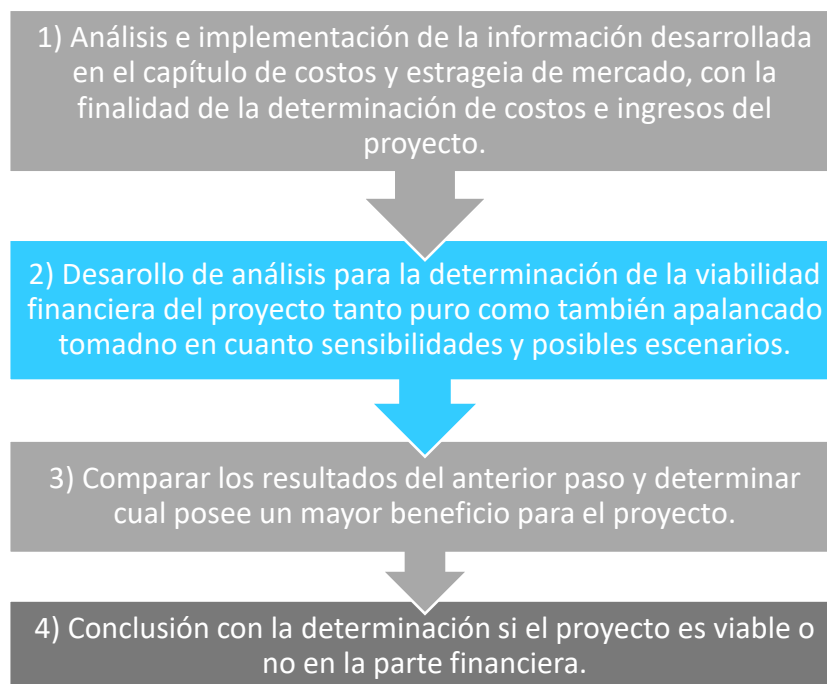 1) Análisis e implementación de la información desarrollada
en el capítulo de costos y estrageia de mercado, con la
finalidad de la determinación de costos e ingresos del
proyecto.
2) Desarollo de análisis para la determinación de la viabilidad
financiera del proyecto tanto puro como también apalancado
tomadno en cuanto sensibilidades y posibles escenarios.
3) Comparar los resultados del anterior paso y determinar
cual posee un mayor beneficio para el proyecto.
4) Conclusión con la determinación si el proyecto es viable o
no en la parte financiera.